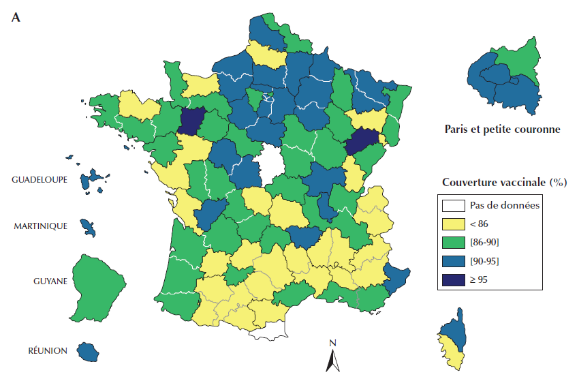 A
Paris et petite couronne
GUADELOUPE
MARTINIQUE
GUYANE
RÉUNION
Couverture vaccinale (%)
Pas de données
< 86
[86-90[
[90-95[
≥ 95
N